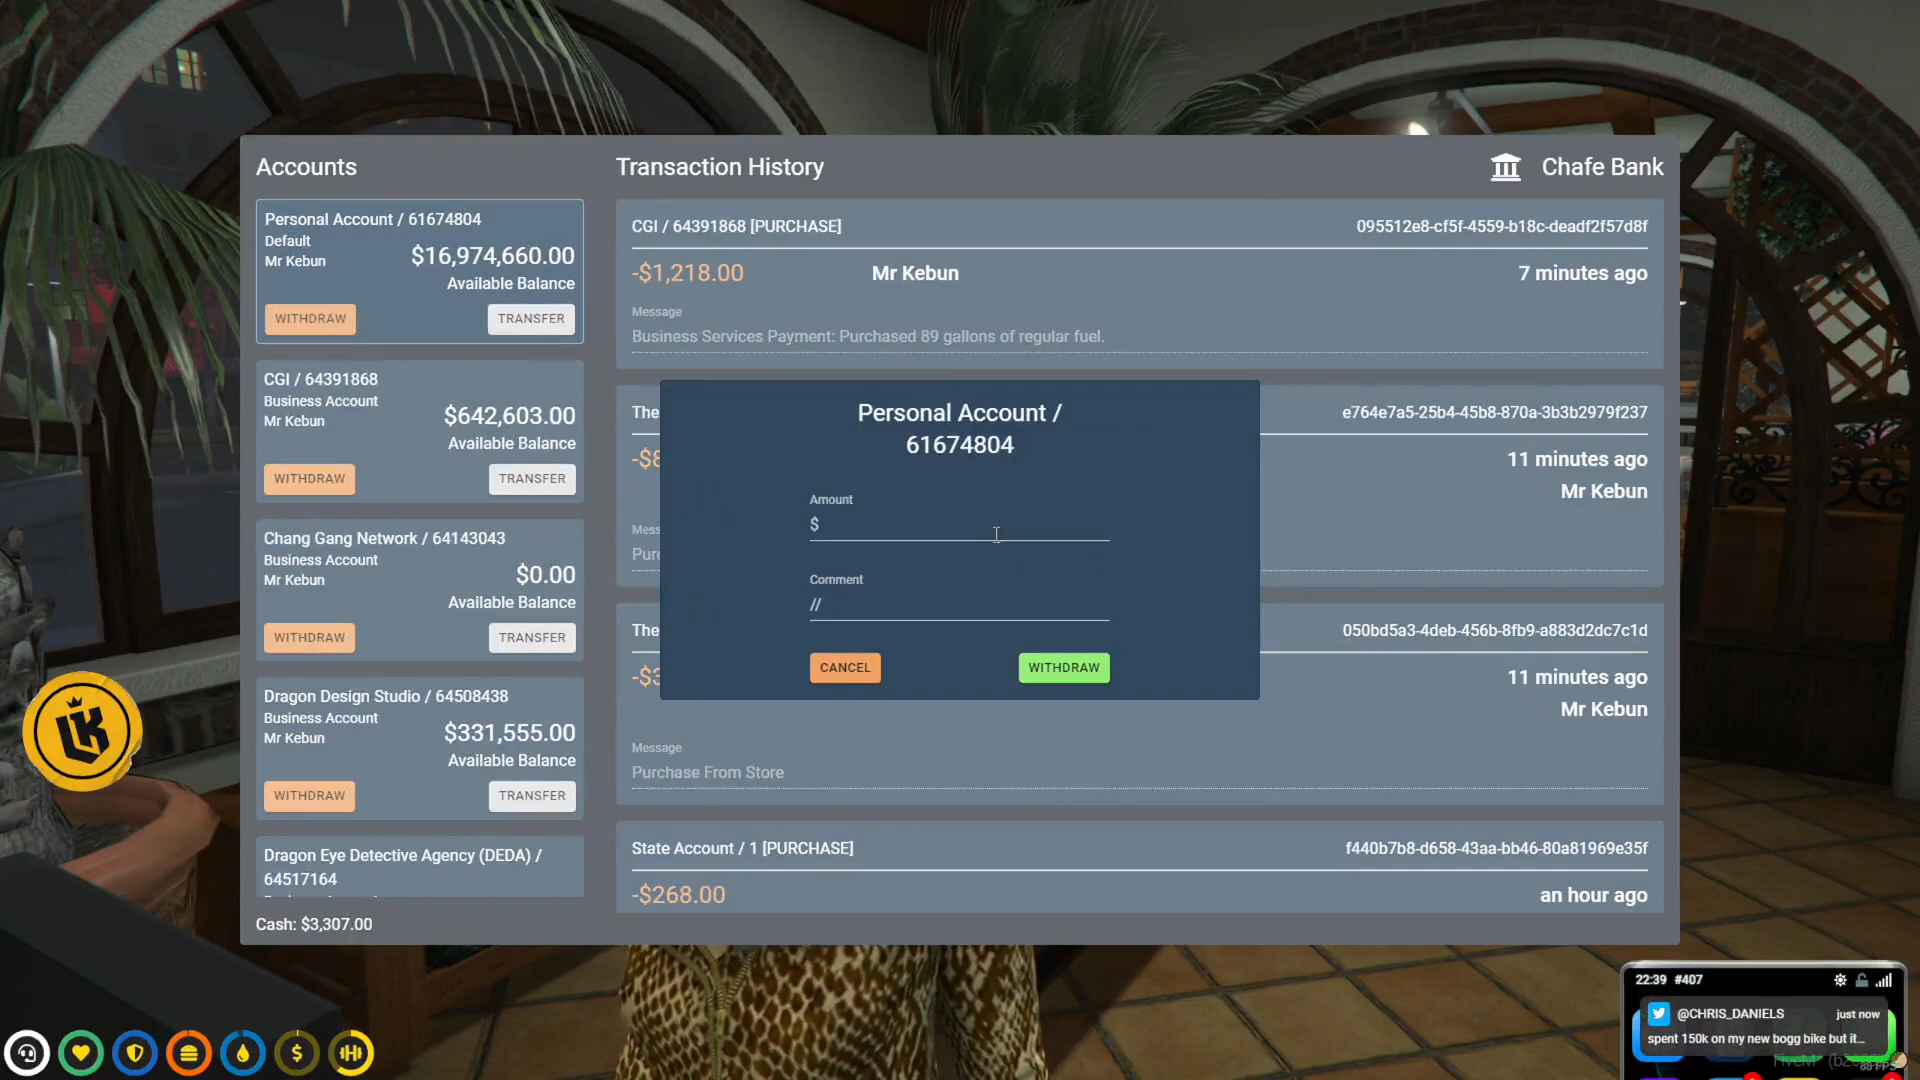 Accounts
Personal Account / 61674804
Default
Mr Kebun
$16,974,660.00
Available Balance
WITHDRAW
TRANSFER
CGI / 64391868
Business Account
Mr Kebun
$642,603.00
Available Balance
WITHDRAW
TRANSFER
Chang Gang Network / 64143043
Business Account
Mr Kebun
$0.00
Available Balance
WITHDRAW
TRANSFER
Dragon Design Studio / 64508438
Business Account
Mr Kebun
$331,555.00
Available Balance
WITHDRAW
TRANSFER
Dragon Eye Detective Agency (DEDA) /
64517164
Cash: $3,307.00
Transaction History
Chafe Bank
CGI / 64391868 [PURCHASE]
095512e8-cf5f-4559-b18c-deadf2f57d8f
-$1,218.00
Mr Kebun
7 minutes ago
Message
Business Services Payment: Purchased 89 gallons of regular fuel.
The
e764e7a5-25b4-45b8-870a-3b3b2979f237
-$8
11 minutes ago
Mr Kebun
Mess
Purc
The
050bd5a3-4deb-456b-8fb9-a883d2dc7c1d
-$3
11 minutes ago
Mr Kebun
Message
Purchase From Store
State Account / 1 [PURCHASE]
f440b7b8-d658-43aa-bb46-80a81969e35f
-$268.00
an hour ago
Personal Account /
61674804
Amount
$
Comment
//
CANCEL
WITHDRAW
LK
22:39 #407
@CHRIS_DANIELS
just now
spent 150k on my new bogg bike but it...